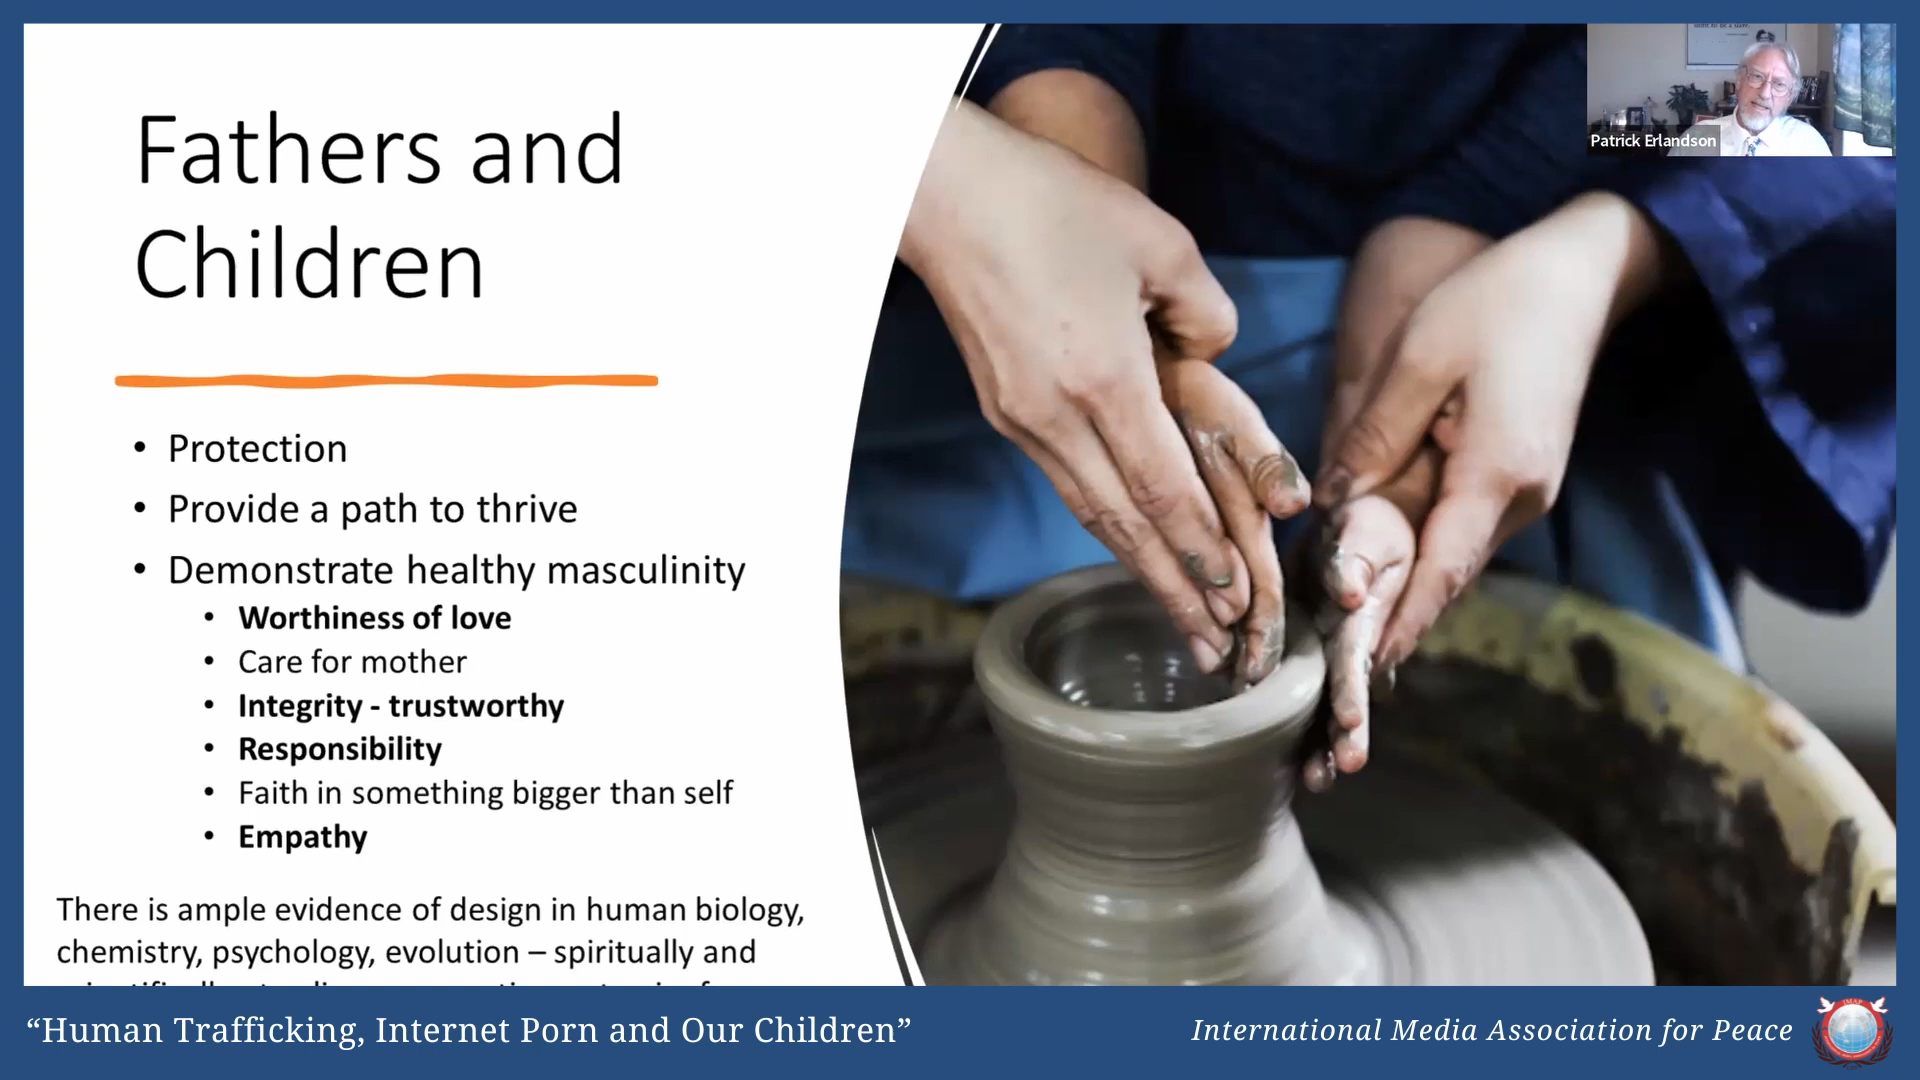 Fathers and
Children
• Protection
• Provide a path to thrive
• Demonstrate healthy masculinity
• Worthiness of love
• Care for mother
• Integrity - trustworthy
• Responsibility
• Faith in something bigger than self
• Empathy
There is ample evidence of design in human biology,
chemistry, psychology, evolution – spiritually and
Patrick Erlandson
“Human Trafficking, Internet Porn and Our Children”
International Media Association for Peace